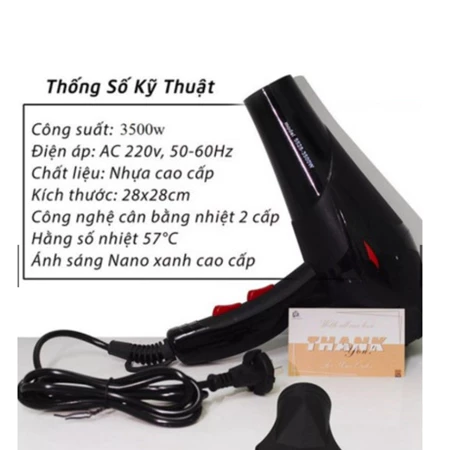 Thống Số Kỹ Thuật
Công suất: 3500w
Điện áp: AC 220v, 50-60Hz
Chất liệu: Nhựa cao cấp
Kích thước: 28x28cm
Công nghệ cân bằng nhiệt 2 cấp
Hằng số nhiệt 57°C
Ánh sáng Nano xanh cao cấp
THANK